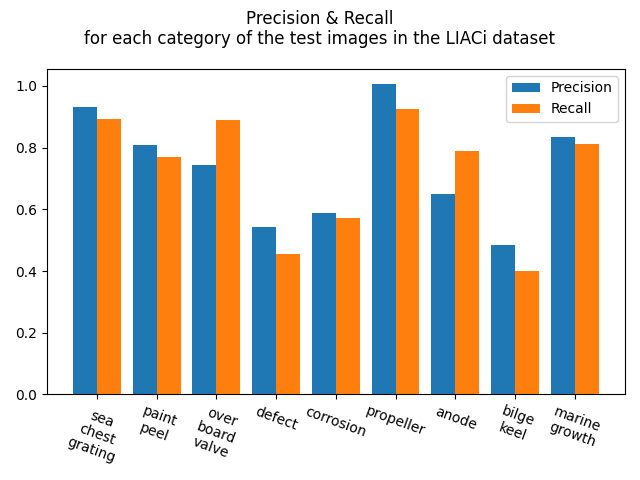 Precision & Recall
for each category of the test images in the LIACi dataset
Precision
Recall
1.0
0.8
0.6
0.4
0.2
0.0
sea
chest
grating
paint
peel
over
board
valve
defect
corrosion
propeller
anode
bilge
keel
marine
growth